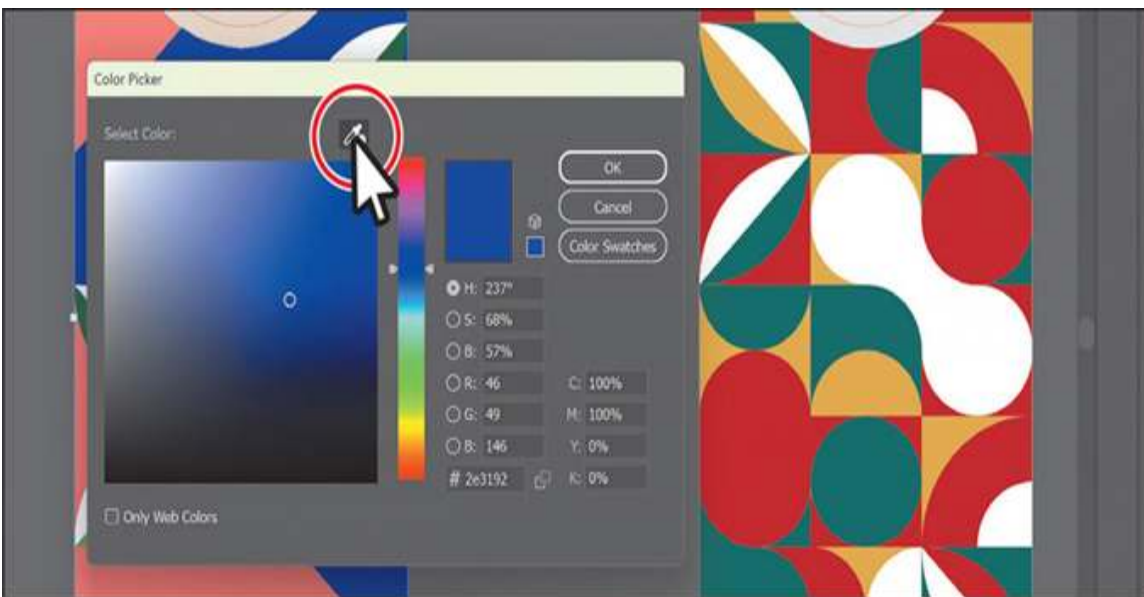 Color Picker
Select Color:
OK
Cancel
Color Swatches
H: 237°
S: 68%
B: 57%
R: 46
C: 100%
G: 49
M: 100%
B: 146
Y: 0%
# 2e3192
K: 0%
Only Web Colors